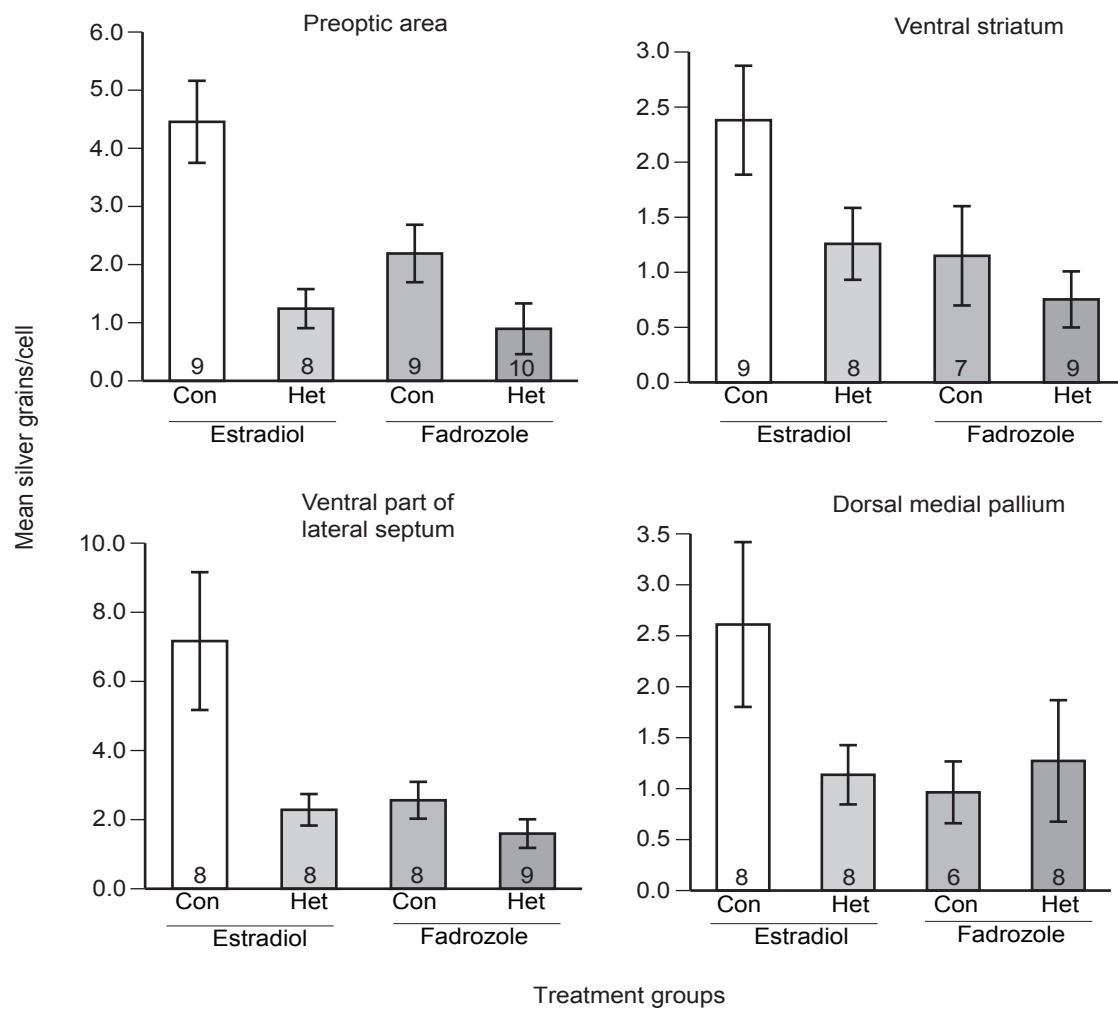 Preoptic area
6.0
5.0
4.0
3.0
2.0
1.0
0.0
9
8
9
10
Con
Het
Con
Het
Estradiol
Fadrozole
Ventral striatum
3.0
2.5
2.0
1.5
1.0
0.5
0.0
9
8
7
9
Con
Het
Con
Het
Estradiol
Fadrozole
Mean silver grains/cell
Ventral part of
lateral septum
10.0
8.0
6.0
4.0
2.0
0.0
8
8
8
9
Con
Het
Con
Het
Estradiol
Fadrozole
Dorsal medial pallium
3.5
3.0
2.5
2.0
1.5
1.0
0.5
0.0
8
8
6
8
Con
Het
Con
Het
Estradiol
Fadrozole
Treatment groups